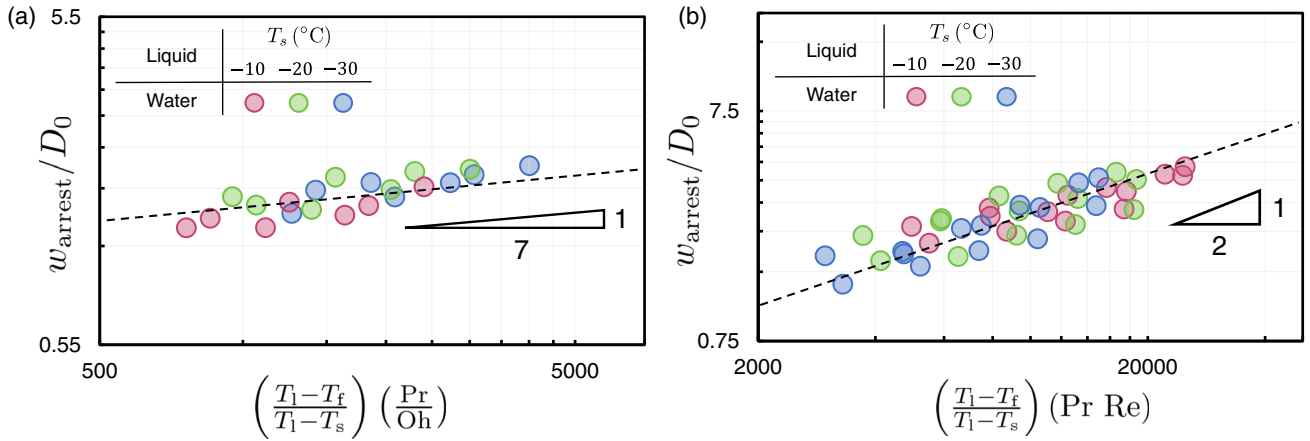 (a)
5.5
0.55
w_arrest/D_0
Liquid
T_s (°C)
−10 −20 −30
Water
1
7
500
5000
(T_l−T_f / T_l−T_s) (Pr / Oh)
(b)
7.5
0.75
w_arrest/D_0
Liquid
T_s (°C)
−10 −20 −30
Water
1
2
2000
20000
(T_l−T_f / T_l−T_s) (Pr Re)